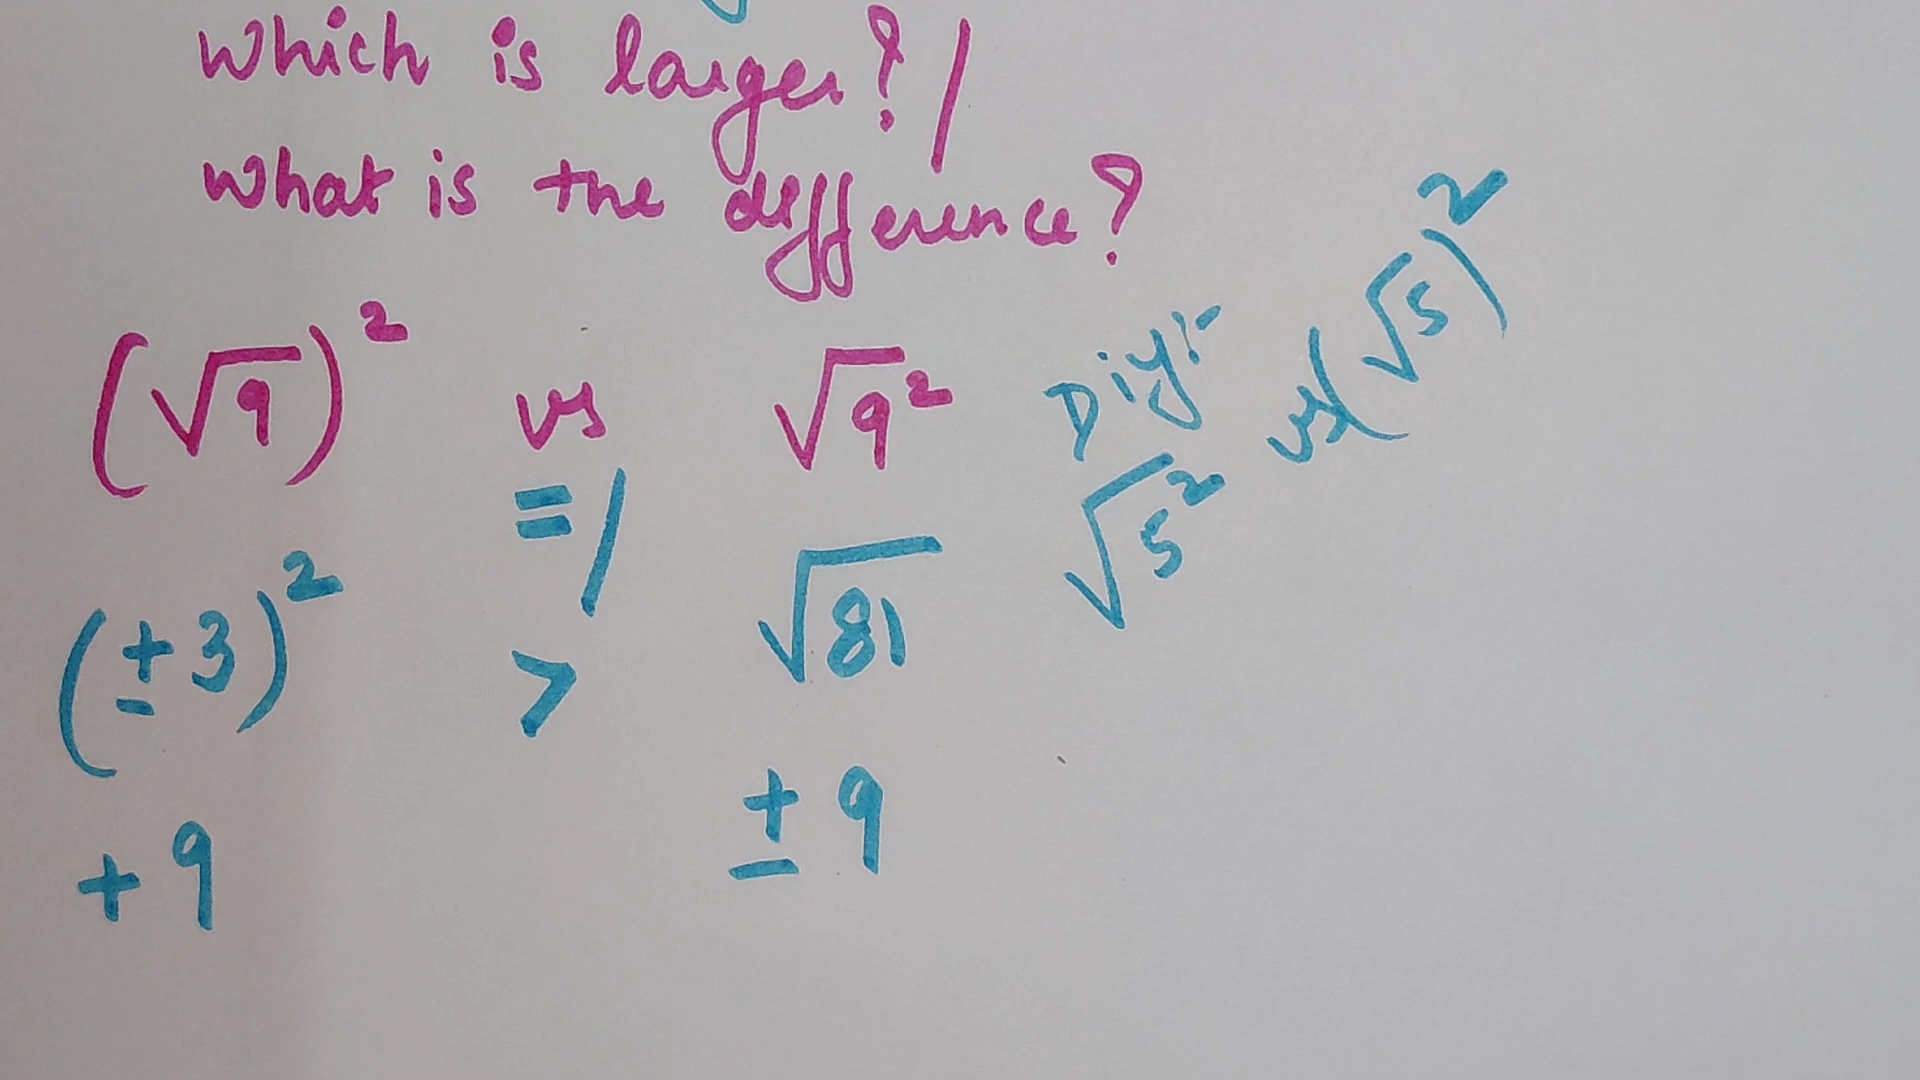 Which is larger? /
What is the difference?
(√9)² vs √9²
= /
(±3)² > √81
+9 ±9
Diy:-
√5² vs (√5)²